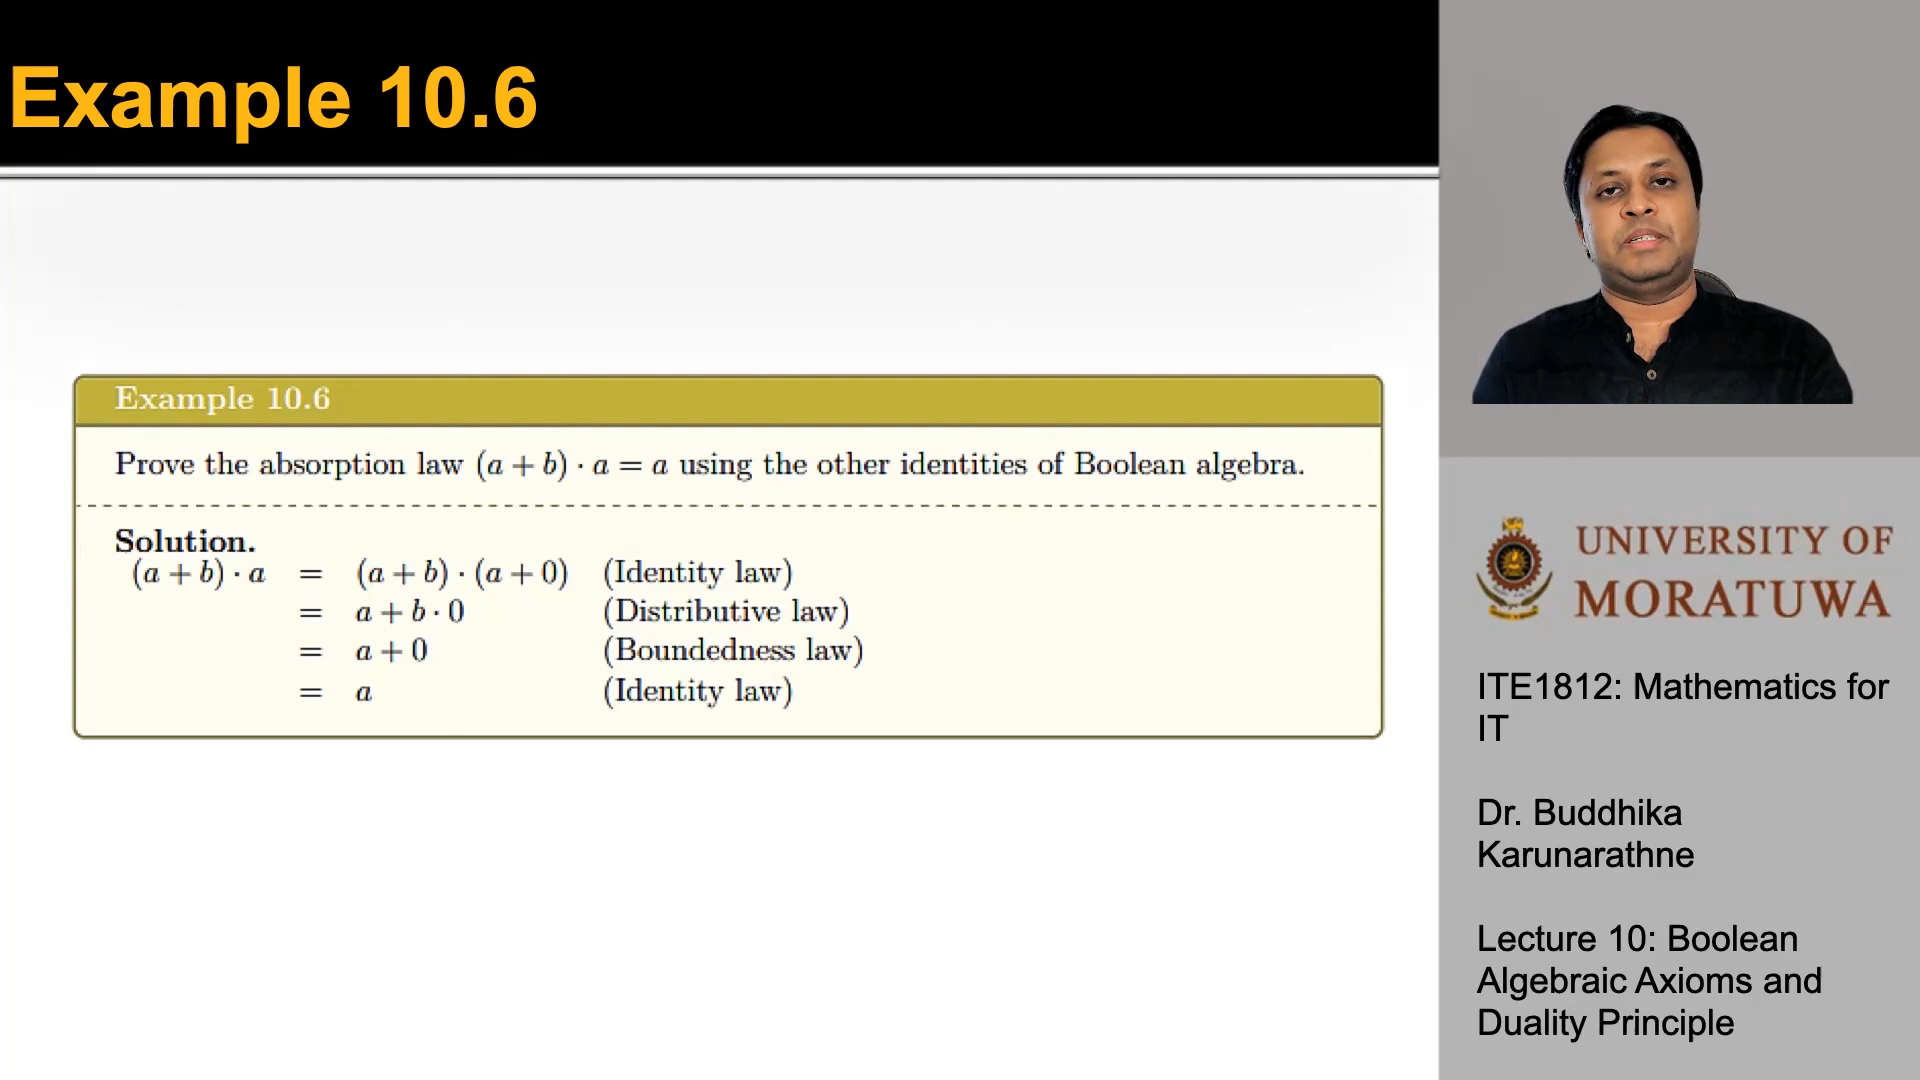 Example 10.6
Example 10.6
Prove the absorption law (a + b) · a = a using the other identities of Boolean algebra.
Solution.
(a + b) · a = (a + b) · (a + 0) (Identity law)
= a + b · 0 (Distributive law)
= a + 0 (Boundedness law)
= a (Identity law)
UNIVERSITY OF
MORATUWA
ITE1812: Mathematics for
IT
Dr. Buddhika
Karunarathne
Lecture 10: Boolean
Algebraic Axioms and
Duality Principle